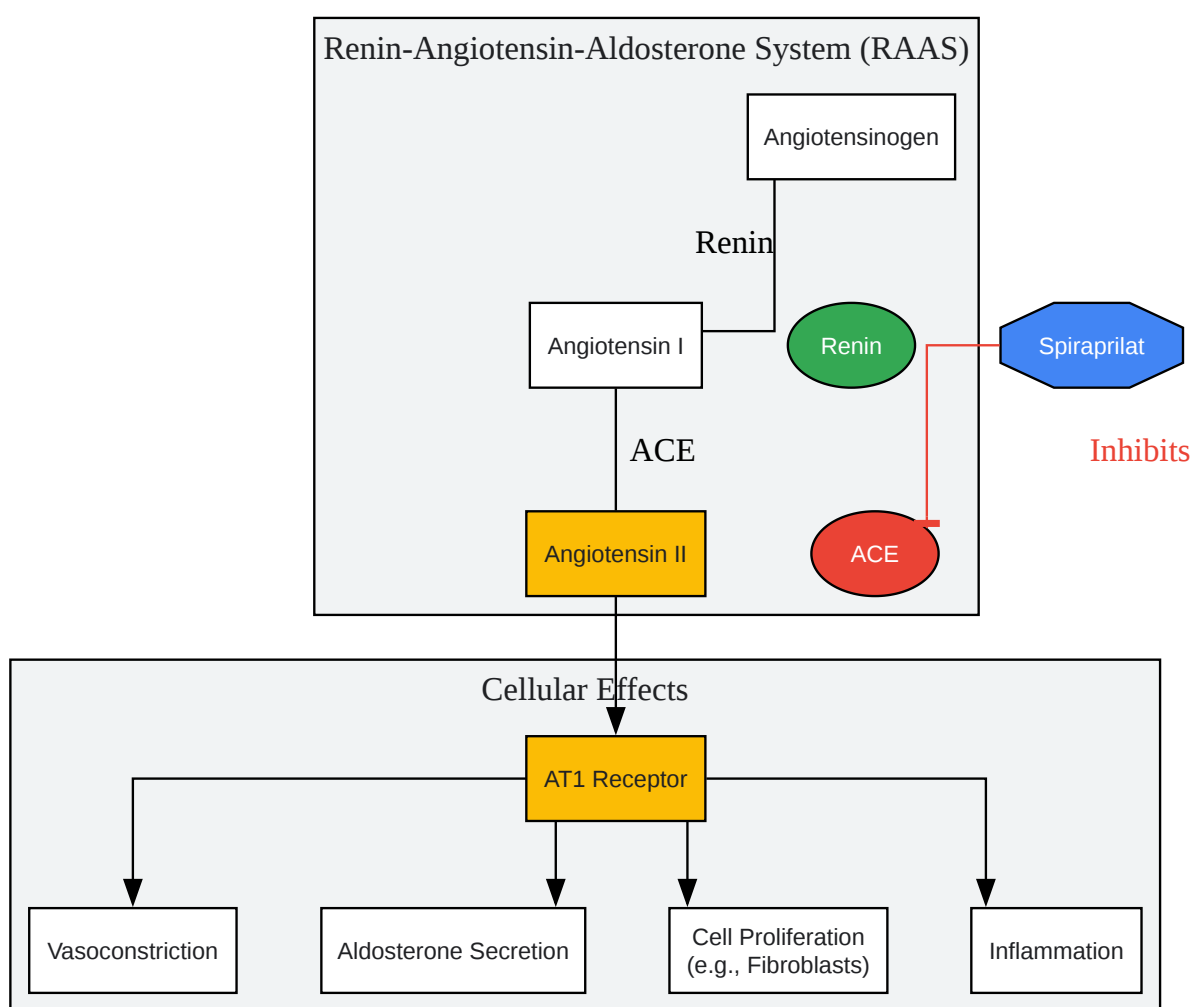 Renin-Angiotensin-Aldosterone System (RAAS)
Angiotensinogen
Renin
Angiotensin I
Renin
Spiraprilat
ACE
Inhibits
Angiotensin II
ACE
Cellular Effects
AT1 Receptor
Vasoconstriction
Aldosterone Secretion
Cell Proliferation
(e.g., Fibroblasts)
Inflammation